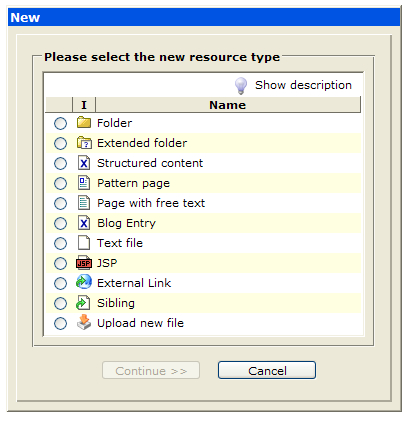 New
Please select the new resource type
Show description
I Name
Folder
Extended folder
Structured content
Pattern page
Page with free text
Blog Entry
Text file
JSP JSP
External Link
Sibling
Upload new file
Continue >> Cancel